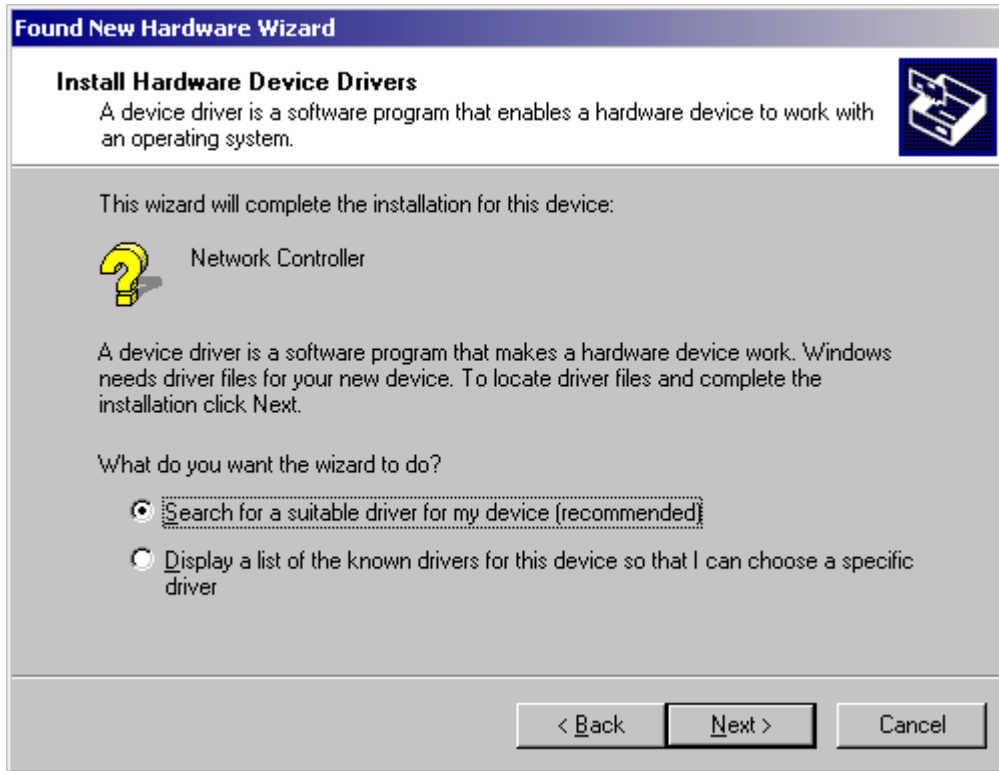 Found New Hardware Wizard
Install Hardware Device Drivers
A device driver is a software program that enables a hardware device to work with
an operating system.
This wizard will complete the installation for this device:
Network Controller
A device driver is a software program that makes a hardware device work. Windows
needs driver files for your new device. To locate driver files and complete the
installation click Next.
What do you want the wizard to do?
Search for a suitable driver for my device (recommended)
Display a list of the known drivers for this device so that I can choose a specific
driver
< Back
Next >
Cancel